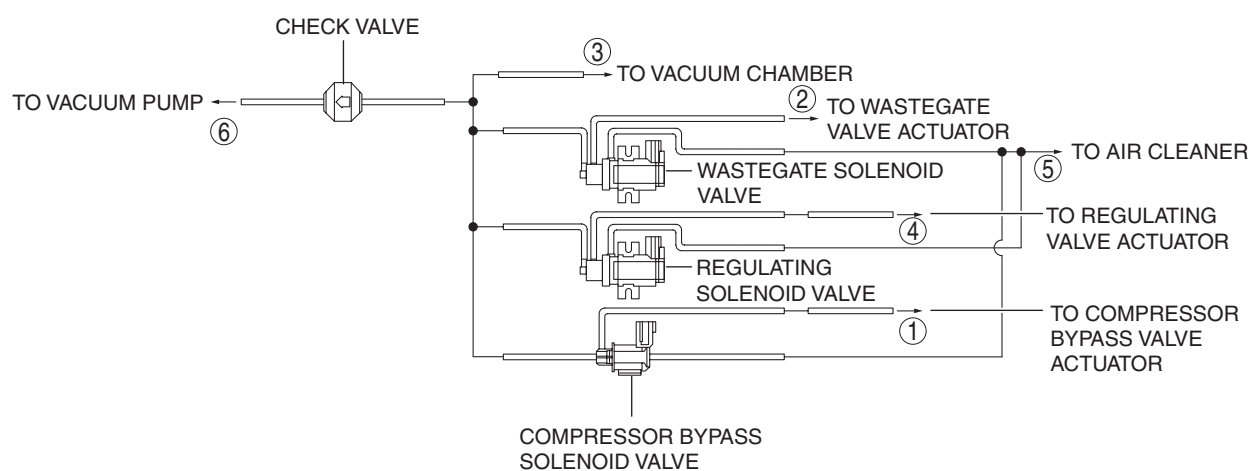 CHECK VALVE
③
TO VACUUM CHAMBER
TO VACUUM PUMP
⑥
②
TO WASTEGATE
VALVE ACTUATOR
⑤
TO AIR CLEANER
WASTEGATE SOLENOID
VALVE
④
TO REGULATING
VALVE ACTUATOR
REGULATING
SOLENOID VALVE
①
TO COMPRESSOR
BYPASS VALVE
ACTUATOR
COMPRESSOR BYPASS
SOLENOID VALVE